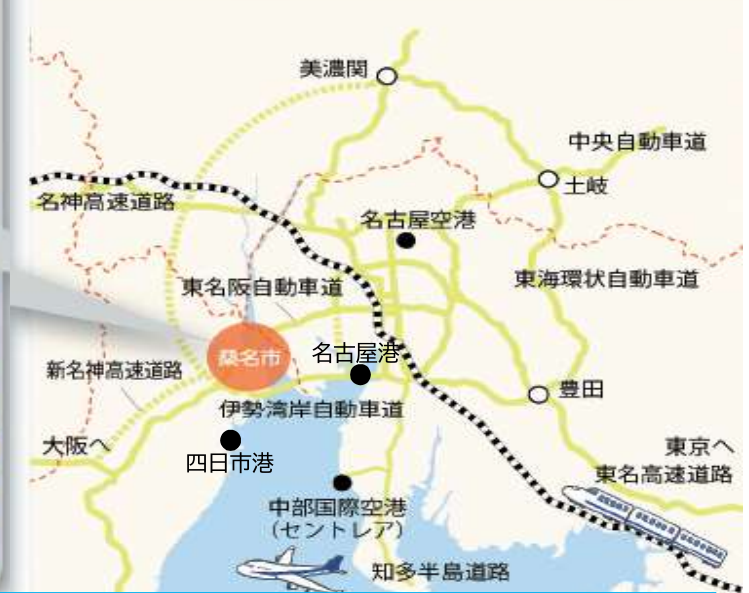 美濃関
中央自動車道
土岐
名神高速道路
名古屋空港
東海環状自動車道
東名阪自動車道
名古屋港
桑名市
新名神高速道路
豊田
伊勢湾岸自動車道
大阪へ
東京へ
四日市港
東名高速道路
中部国際空港
(セントレア)
知多半島道路